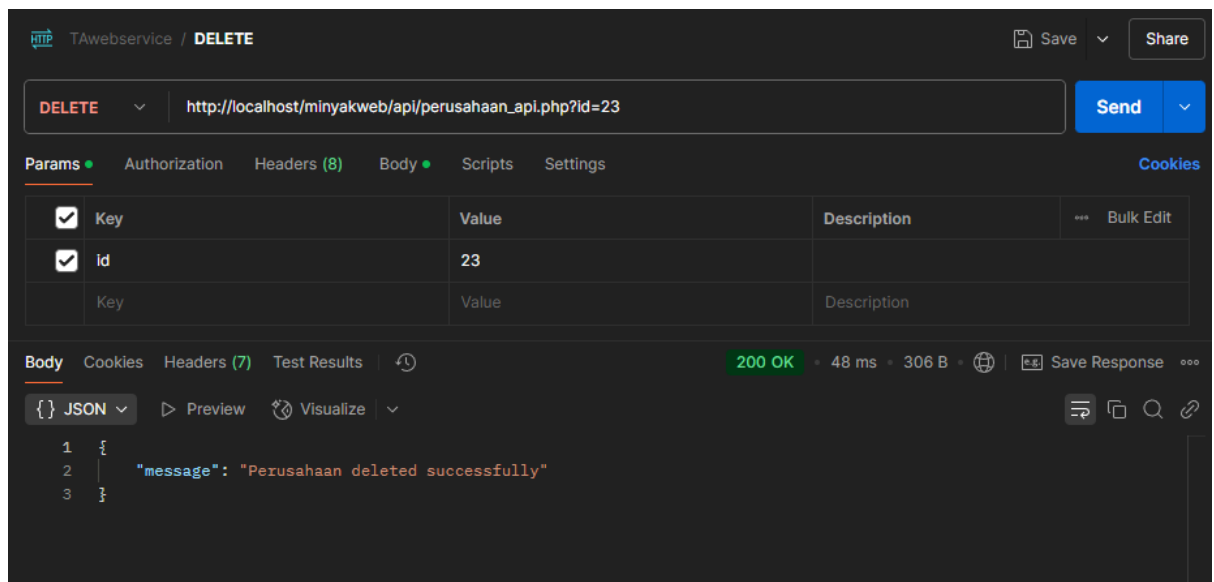 HTTP TAwebservice / DELETE Save Share
DELETE http://localhost/minyakweb/api/perusahaan_api.php?id=23 Send
Params Authorization Headers (8) Body Scripts Settings Cookies
Key Value Description Bulk Edit
id 23
Key Value Description
Body Cookies Headers (7) Test Results 200 OK 48 ms 306 B e.g. Save Response
{} JSON Preview Visualize
1 {
2 "message": "Perusahaan deleted successfully"
3 }